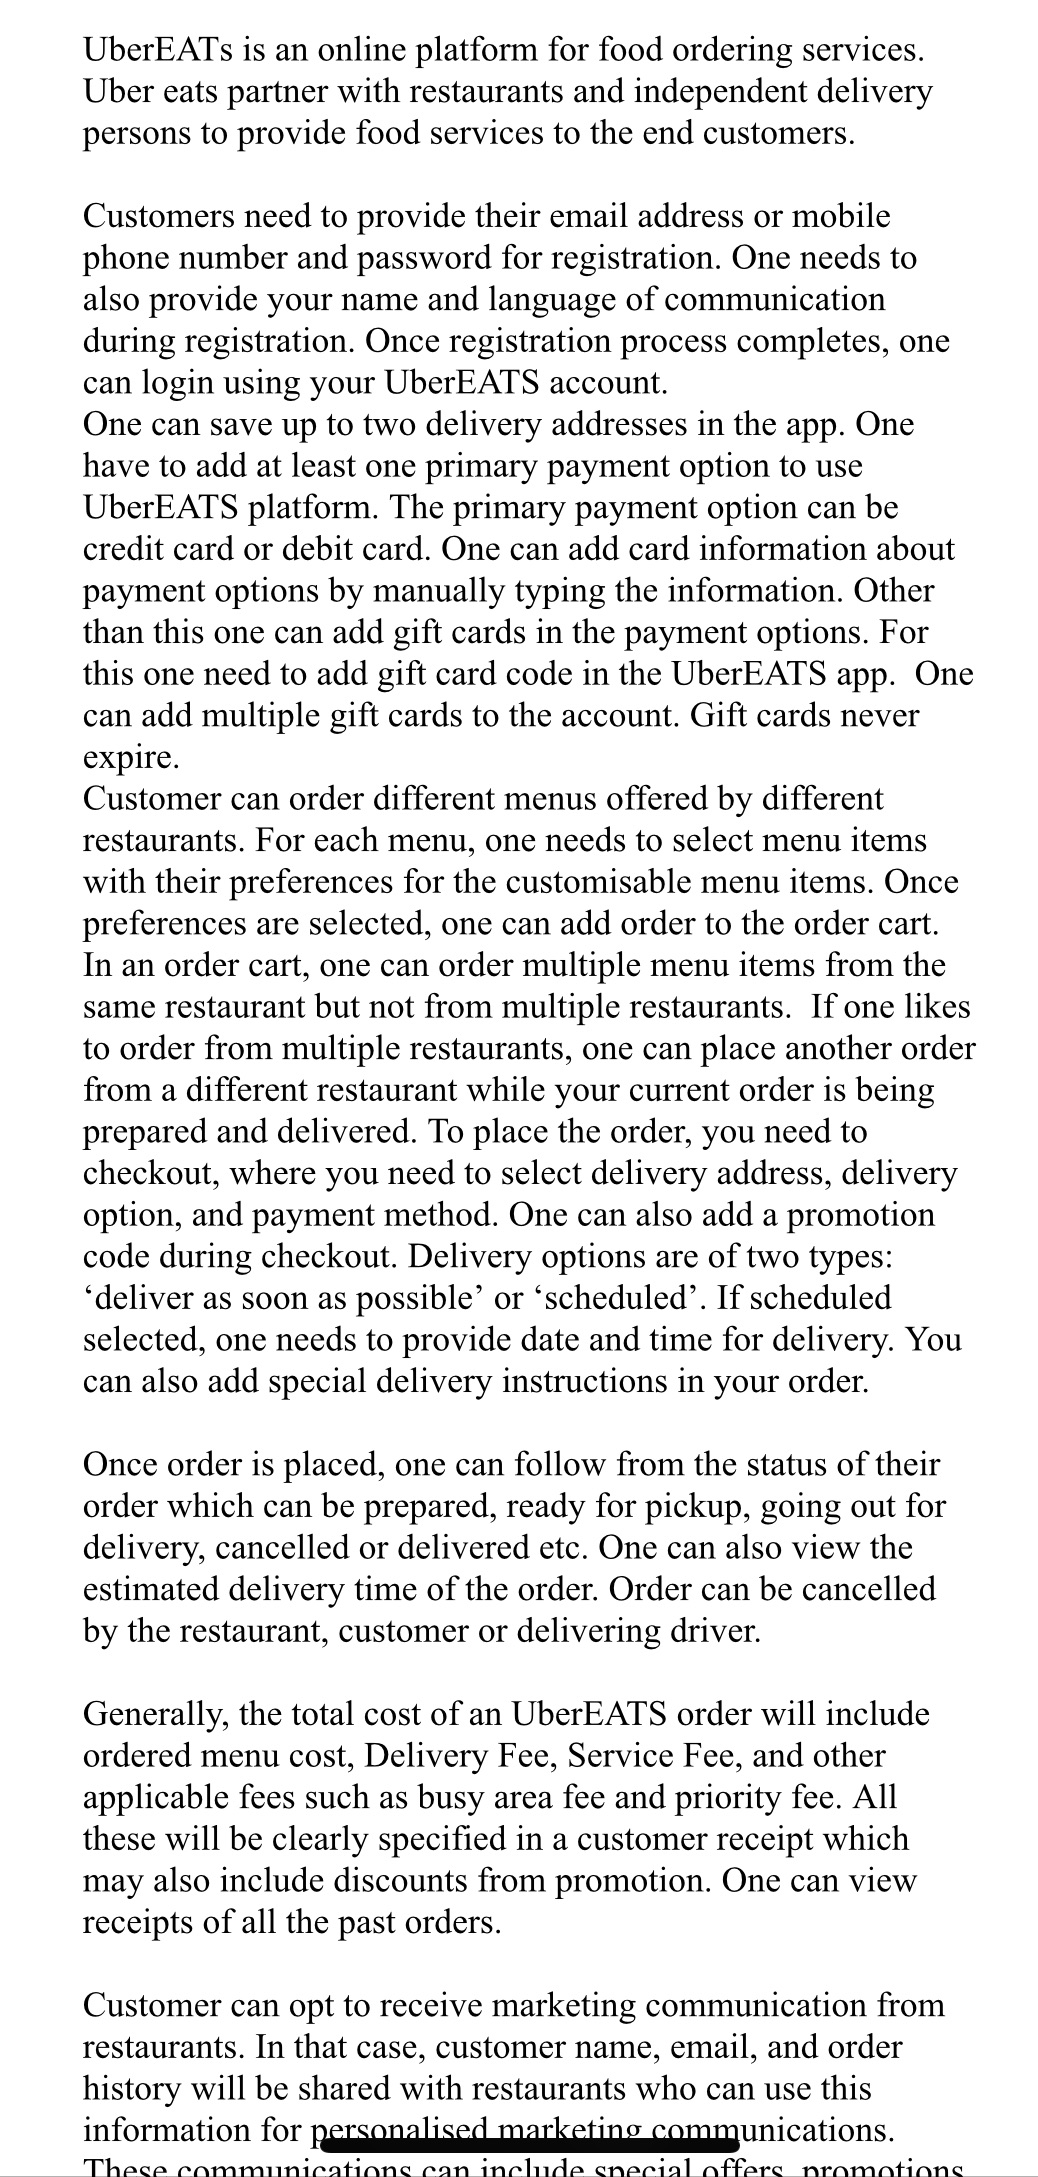 UberEATs is an online platform for food ordering services.
Uber eats partner with restaurants and independent delivery
persons to provide food services to the end customers.
Customers need to provide their email address or mobile
phone number and password for registration. One needs to
also provide your name and language of communication
during registration. Once registration process completes, one
can login using your UberEATS account.
One can save up to two delivery addresses in the app. One
have to add at least one primary payment option to use
UberEATS platform. The primary payment option can be
credit card or debit card. One can add card information about
payment options by manually typing the information. Other
than this one can add gift cards in the payment options. For
this one need to add gift card code in the UberEATS app.  One
can add multiple gift cards to the account. Gift cards never
expire.
Customer can order different menus offered by different
restaurants. For each menu, one needs to select menu items
with their preferences for the customisable menu items. Once
preferences are selected, one can add order to the order cart.
In an order cart, one can order multiple menu items from the
same restaurant but not from multiple restaurants.  If one likes
to order from multiple restaurants, one can place another order
from a different restaurant while your current order is being
prepared and delivered. To place the order, you need to
checkout, where you need to select delivery address, delivery
option, and payment method. One can also add a promotion
code during checkout. Delivery options are of two types:
‘deliver as soon as possible’ or ‘scheduled’. If scheduled
selected, one needs to provide date and time for delivery. You
can also add special delivery instructions in your order.
Once order is placed, one can follow from the status of their
order which can be prepared, ready for pickup, going out for
delivery, cancelled or delivered etc. One can also view the
estimated delivery time of the order. Order can be cancelled
by the restaurant, customer or delivering driver.
Generally, the total cost of an UberEATS order will include
ordered menu cost, Delivery Fee, Service Fee, and other
applicable fees such as busy area fee and priority fee. All
these will be clearly specified in a customer receipt which
may also include discounts from promotion. One can view
receipts of all the past orders.
Customer can opt to receive marketing communication from
restaurants. In that case, customer name, email, and order
history will be shared with restaurants who can use this
information for personalised marketing communications.
These communications can include special offers, promotions